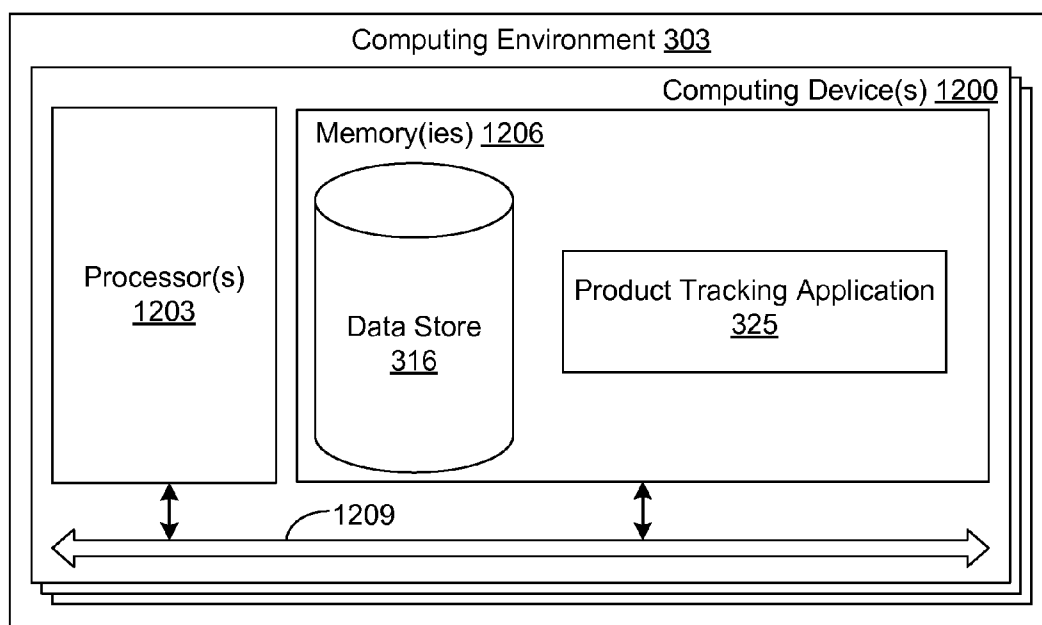 Computing Environment 303
Computing Device(s) 1200
Memory(ies) 1206
Processor(s)
1203
Data Store
316
Product Tracking Application
325
1209